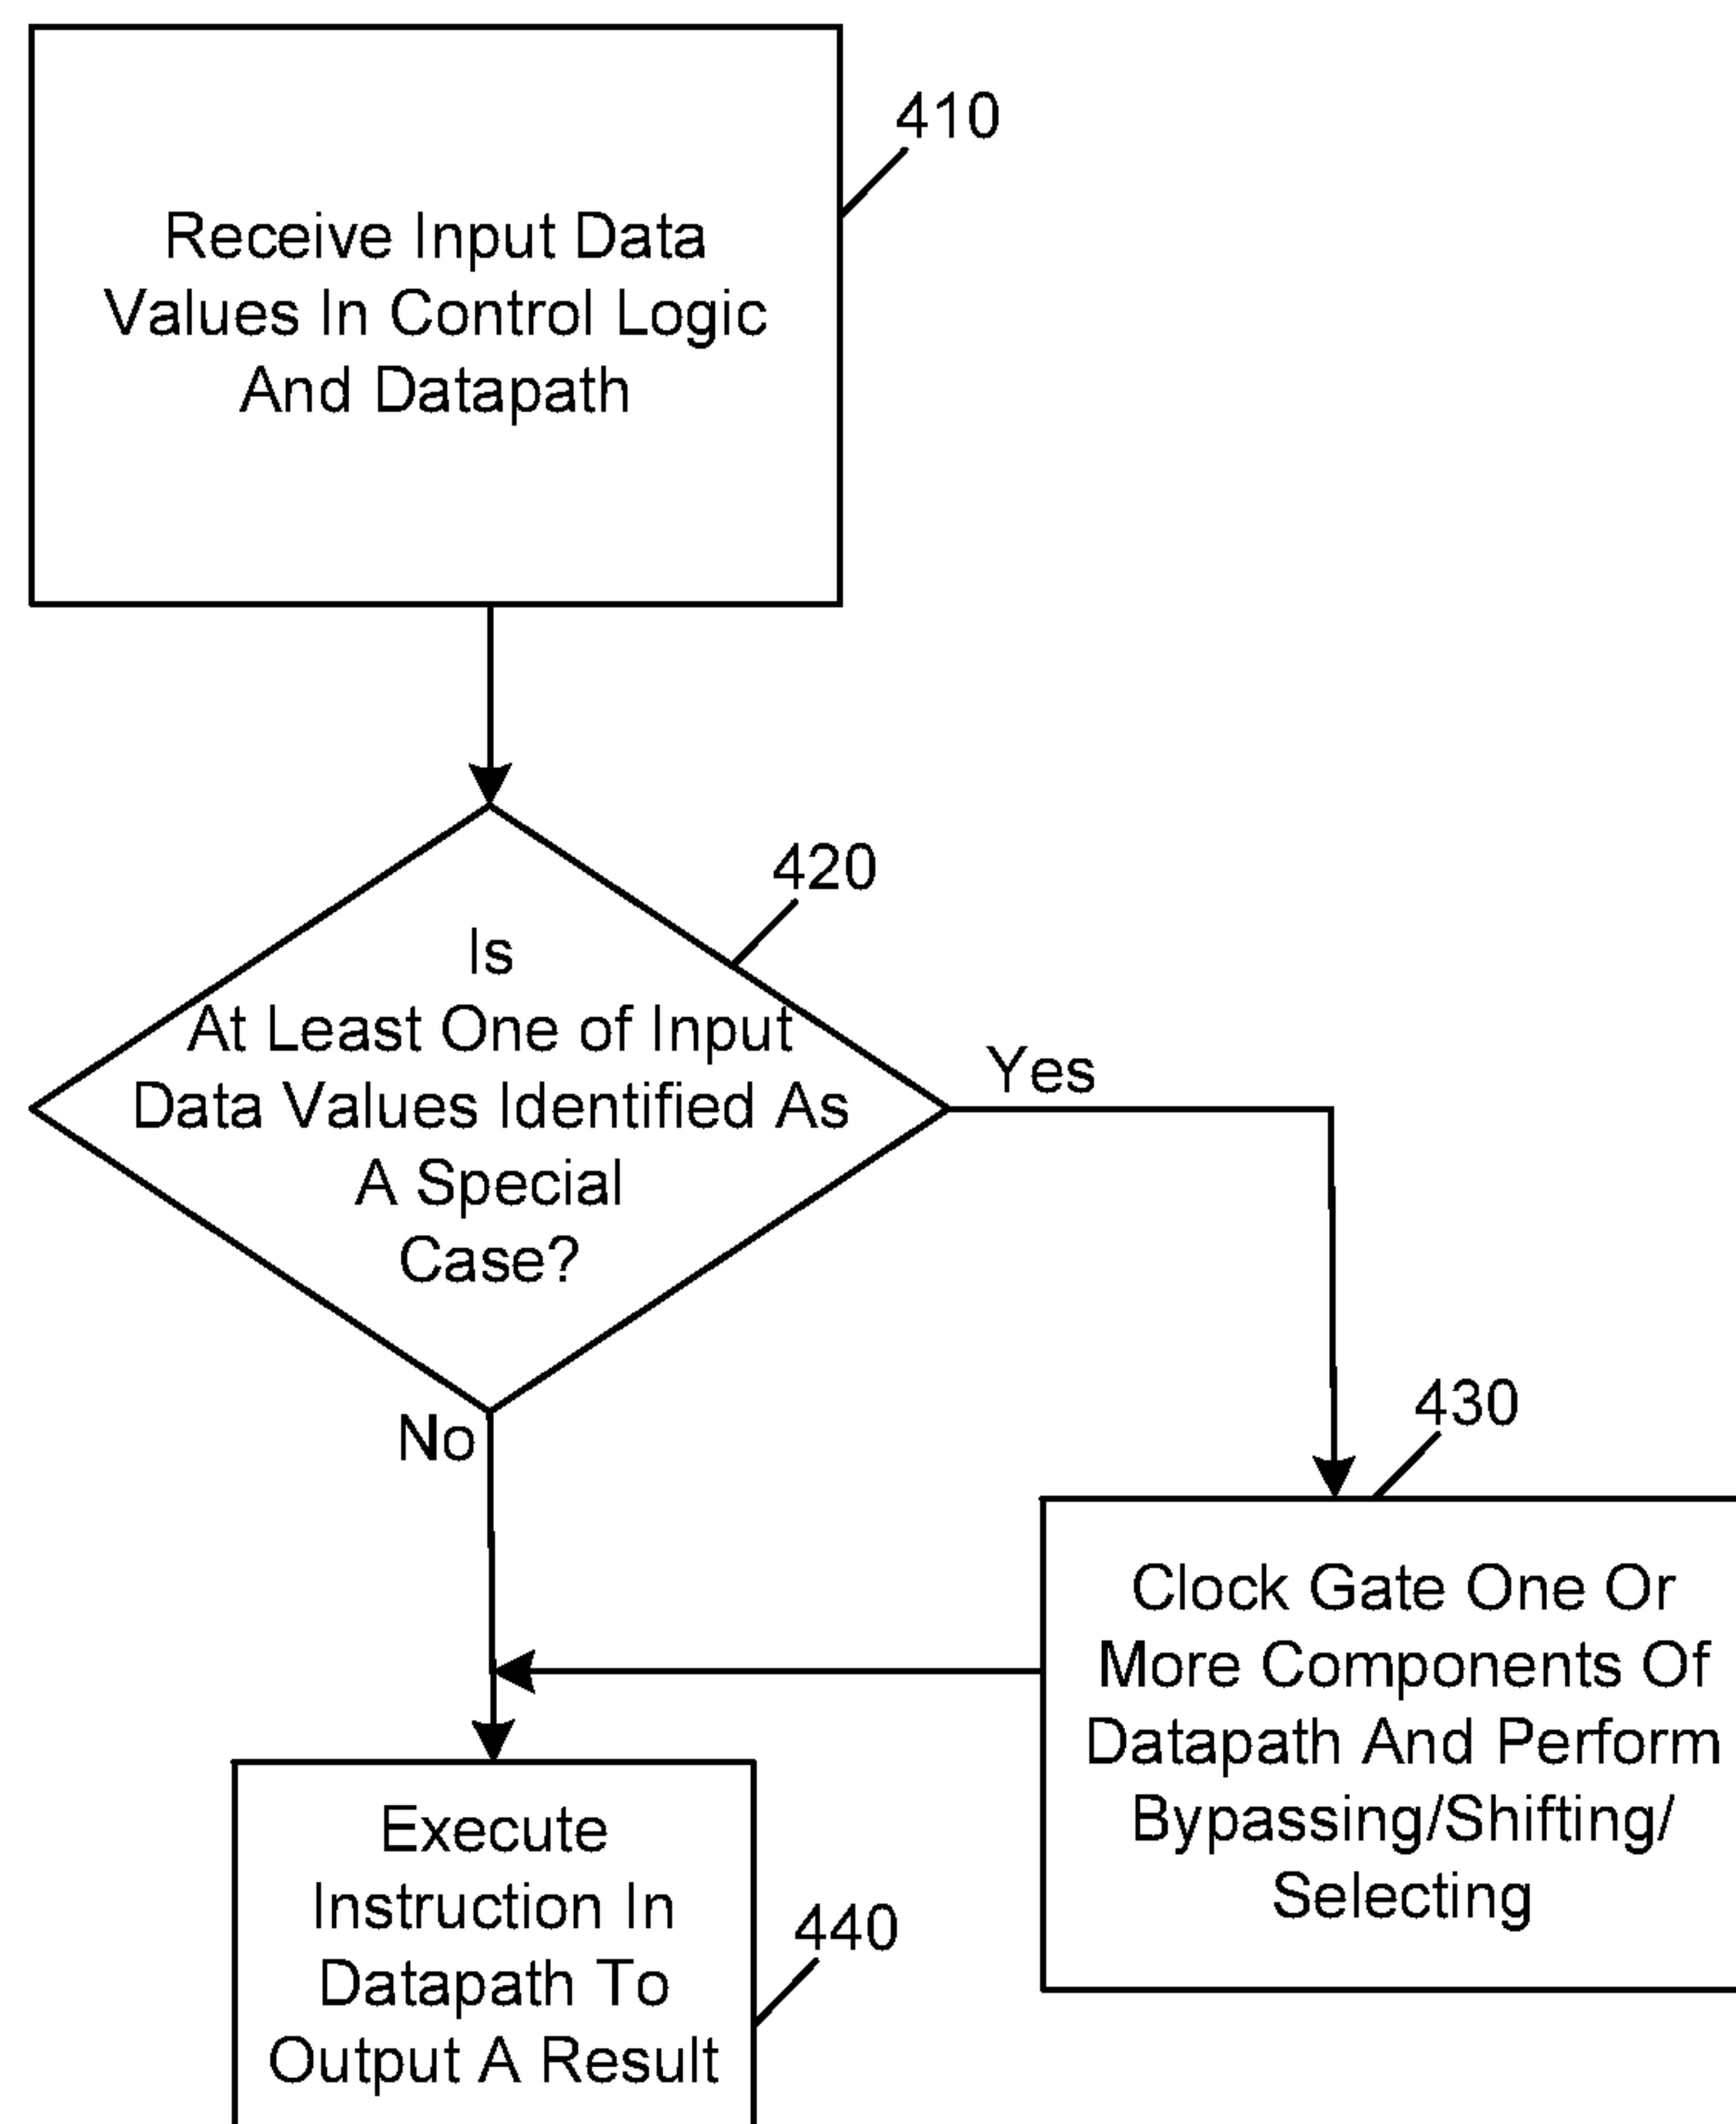 410
Receive Input Data
Values In Control Logic
And Datapath
420
Is
At Least One of Input
Data Values Identified As
A Special
Case?
Yes
No
430
Clock Gate One Or
More Components Of
Datapath And Perform
Bypassing/Shifting/
Selecting
440
Execute
Instruction In
Datapath To
Output A Result